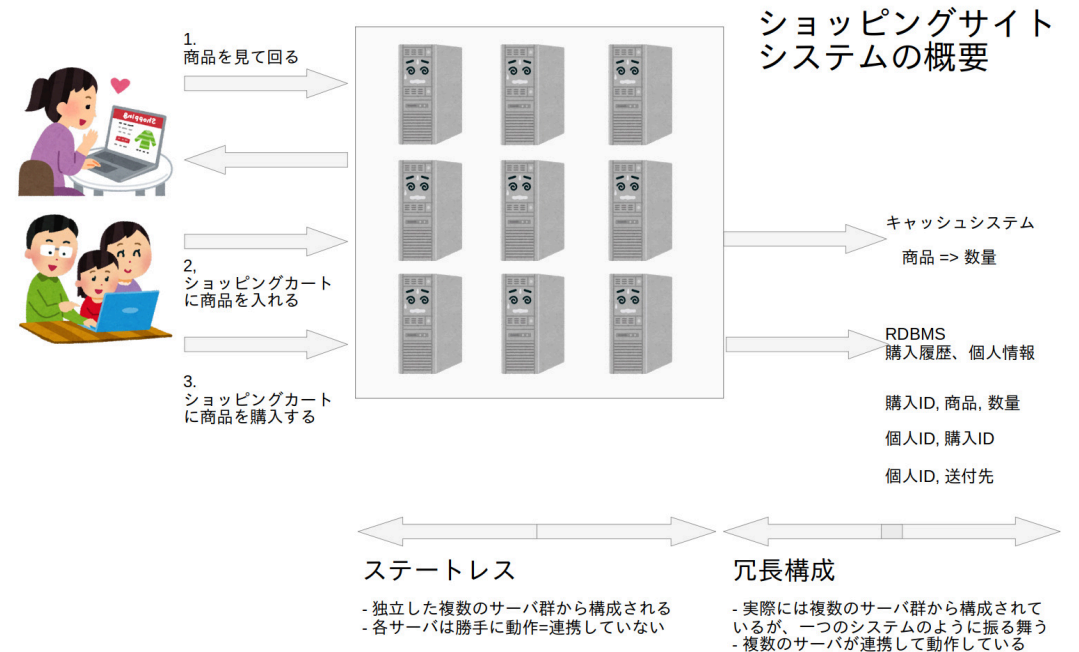 ショッピングサイト
システムの概要
1.
商品を見て回る
Shopping
2,
ショッピングカート
に商品を入れる
3.
ショッピングカート
に商品を購入する
キャッシュシステム
商品 => 数量
RDBMS
購入履歴、個人情報
購入ID, 商品, 数量
個人ID, 購入ID
個人ID, 送付先
ステートレス
- 独立した複数のサーバ群から構成される
- 各サーバは勝手に動作=連携していない
冗長構成
- 実際には複数のサーバ群から構成されて
いるが、一つのシステムのように振る舞う
- 複数のサーバが連携して動作している